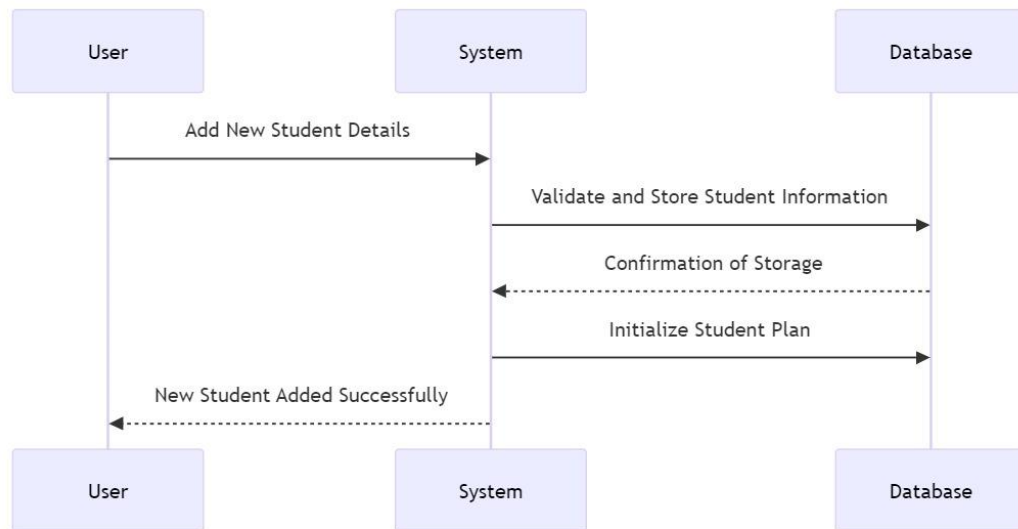 User
System
Database
Add New Student Details
Validate and Store Student Information
Confirmation of Storage
Initialize Student Plan
New Student Added Successfully
User
System
Database